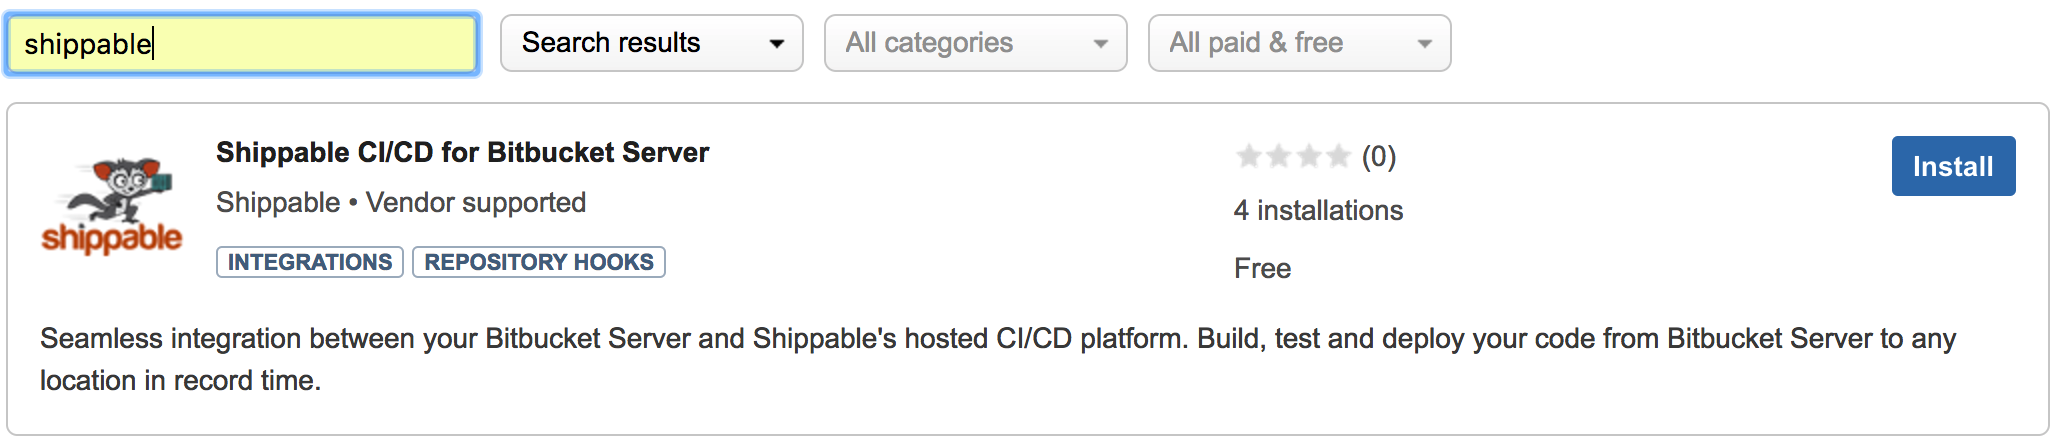 shippable
Search results
All categories
All paid & free
shippable
Shippable CI/CD for Bitbucket Server
Shippable • Vendor supported
INTEGRATIONS
REPOSITORY HOOKS
(0)
4 installations
Free
Install
Seamless integration between your Bitbucket Server and Shippable's hosted CI/CD platform. Build, test and deploy your code from Bitbucket Server to any
location in record time.